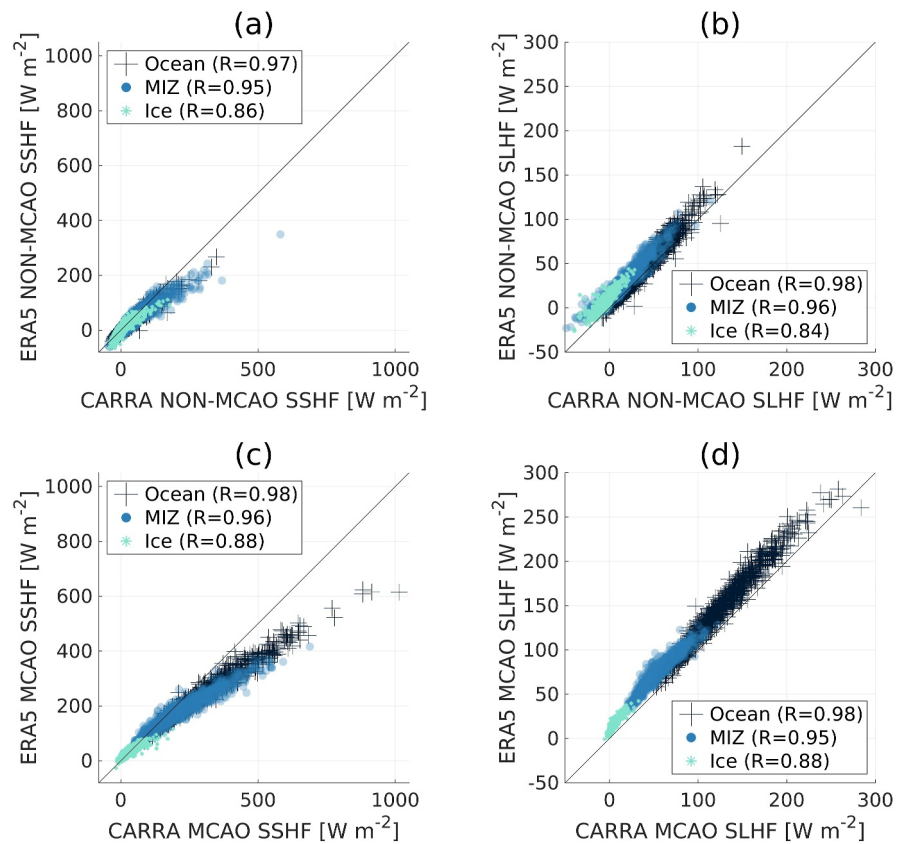 (a)
ERA5 NON-MCAO SSHF [W m⁻²]
1000
800
600
400
200
0
Ocean (R=0.97)
MIZ (R=0.95)
Ice (R=0.86)
0 500 1000
CARRA NON-MCAO SSHF [W m⁻²]
(b)
ERA5 NON-MCAO SLHF [W m⁻²]
300
250
200
150
100
50
0
-50
Ocean (R=0.98)
MIZ (R=0.96)
Ice (R=0.84)
0 100 200 300
CARRA NON-MCAO SLHF [W m⁻²]
(c)
ERA5 MCAO SSHF [W m⁻²]
1000
800
600
400
200
0
Ocean (R=0.98)
MIZ (R=0.96)
Ice (R=0.88)
0 500 1000
CARRA MCAO SSHF [W m⁻²]
(d)
ERA5 MCAO SLHF [W m⁻²]
300
250
200
150
100
50
0
-50
Ocean (R=0.98)
MIZ (R=0.95)
Ice (R=0.88)
0 100 200 300
CARRA MCAO SLHF [W m⁻²]